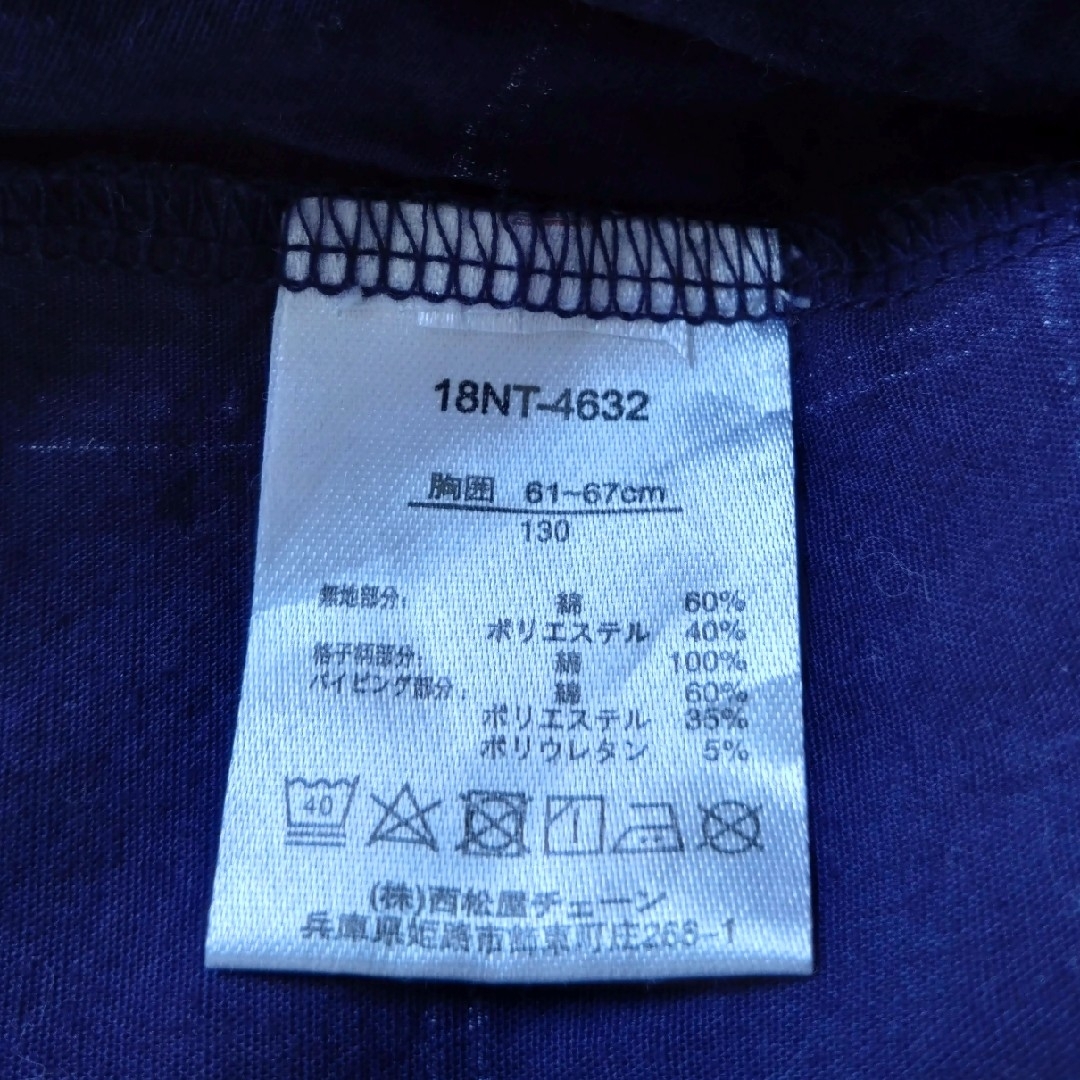 18NT-4632
胸囲 61~67cm
130
無地部分: 綿 60%
ポリエステル 40%
格子柄部分: 綿 100%
パイピング部分: 綿 60%
ポリエステル 35%
ポリウレタン 5%
40
(株)西松屋チェーン
兵庫県姫路市飾東町庄266-1